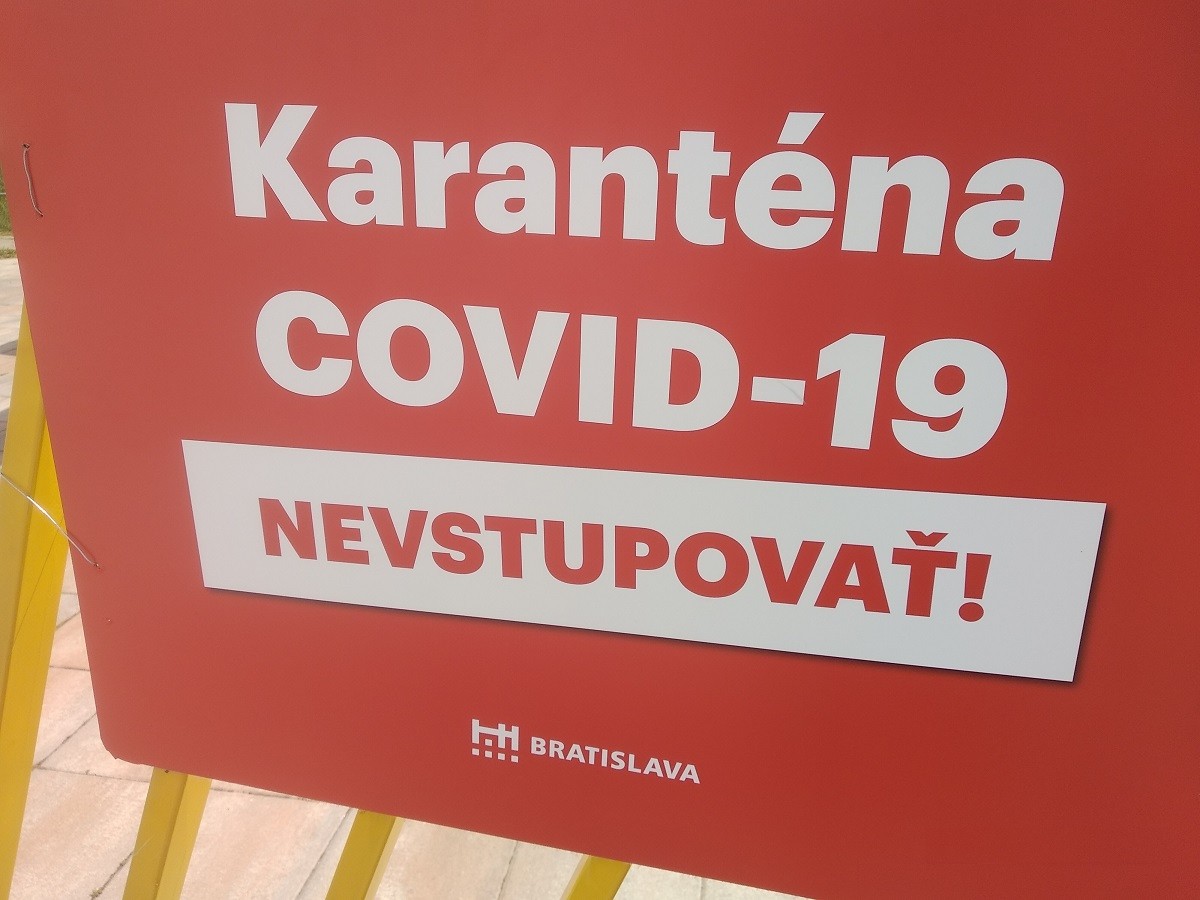 Karanténa
COVID-19
NEVSTUPOVAŤ!
BRATISLAVA